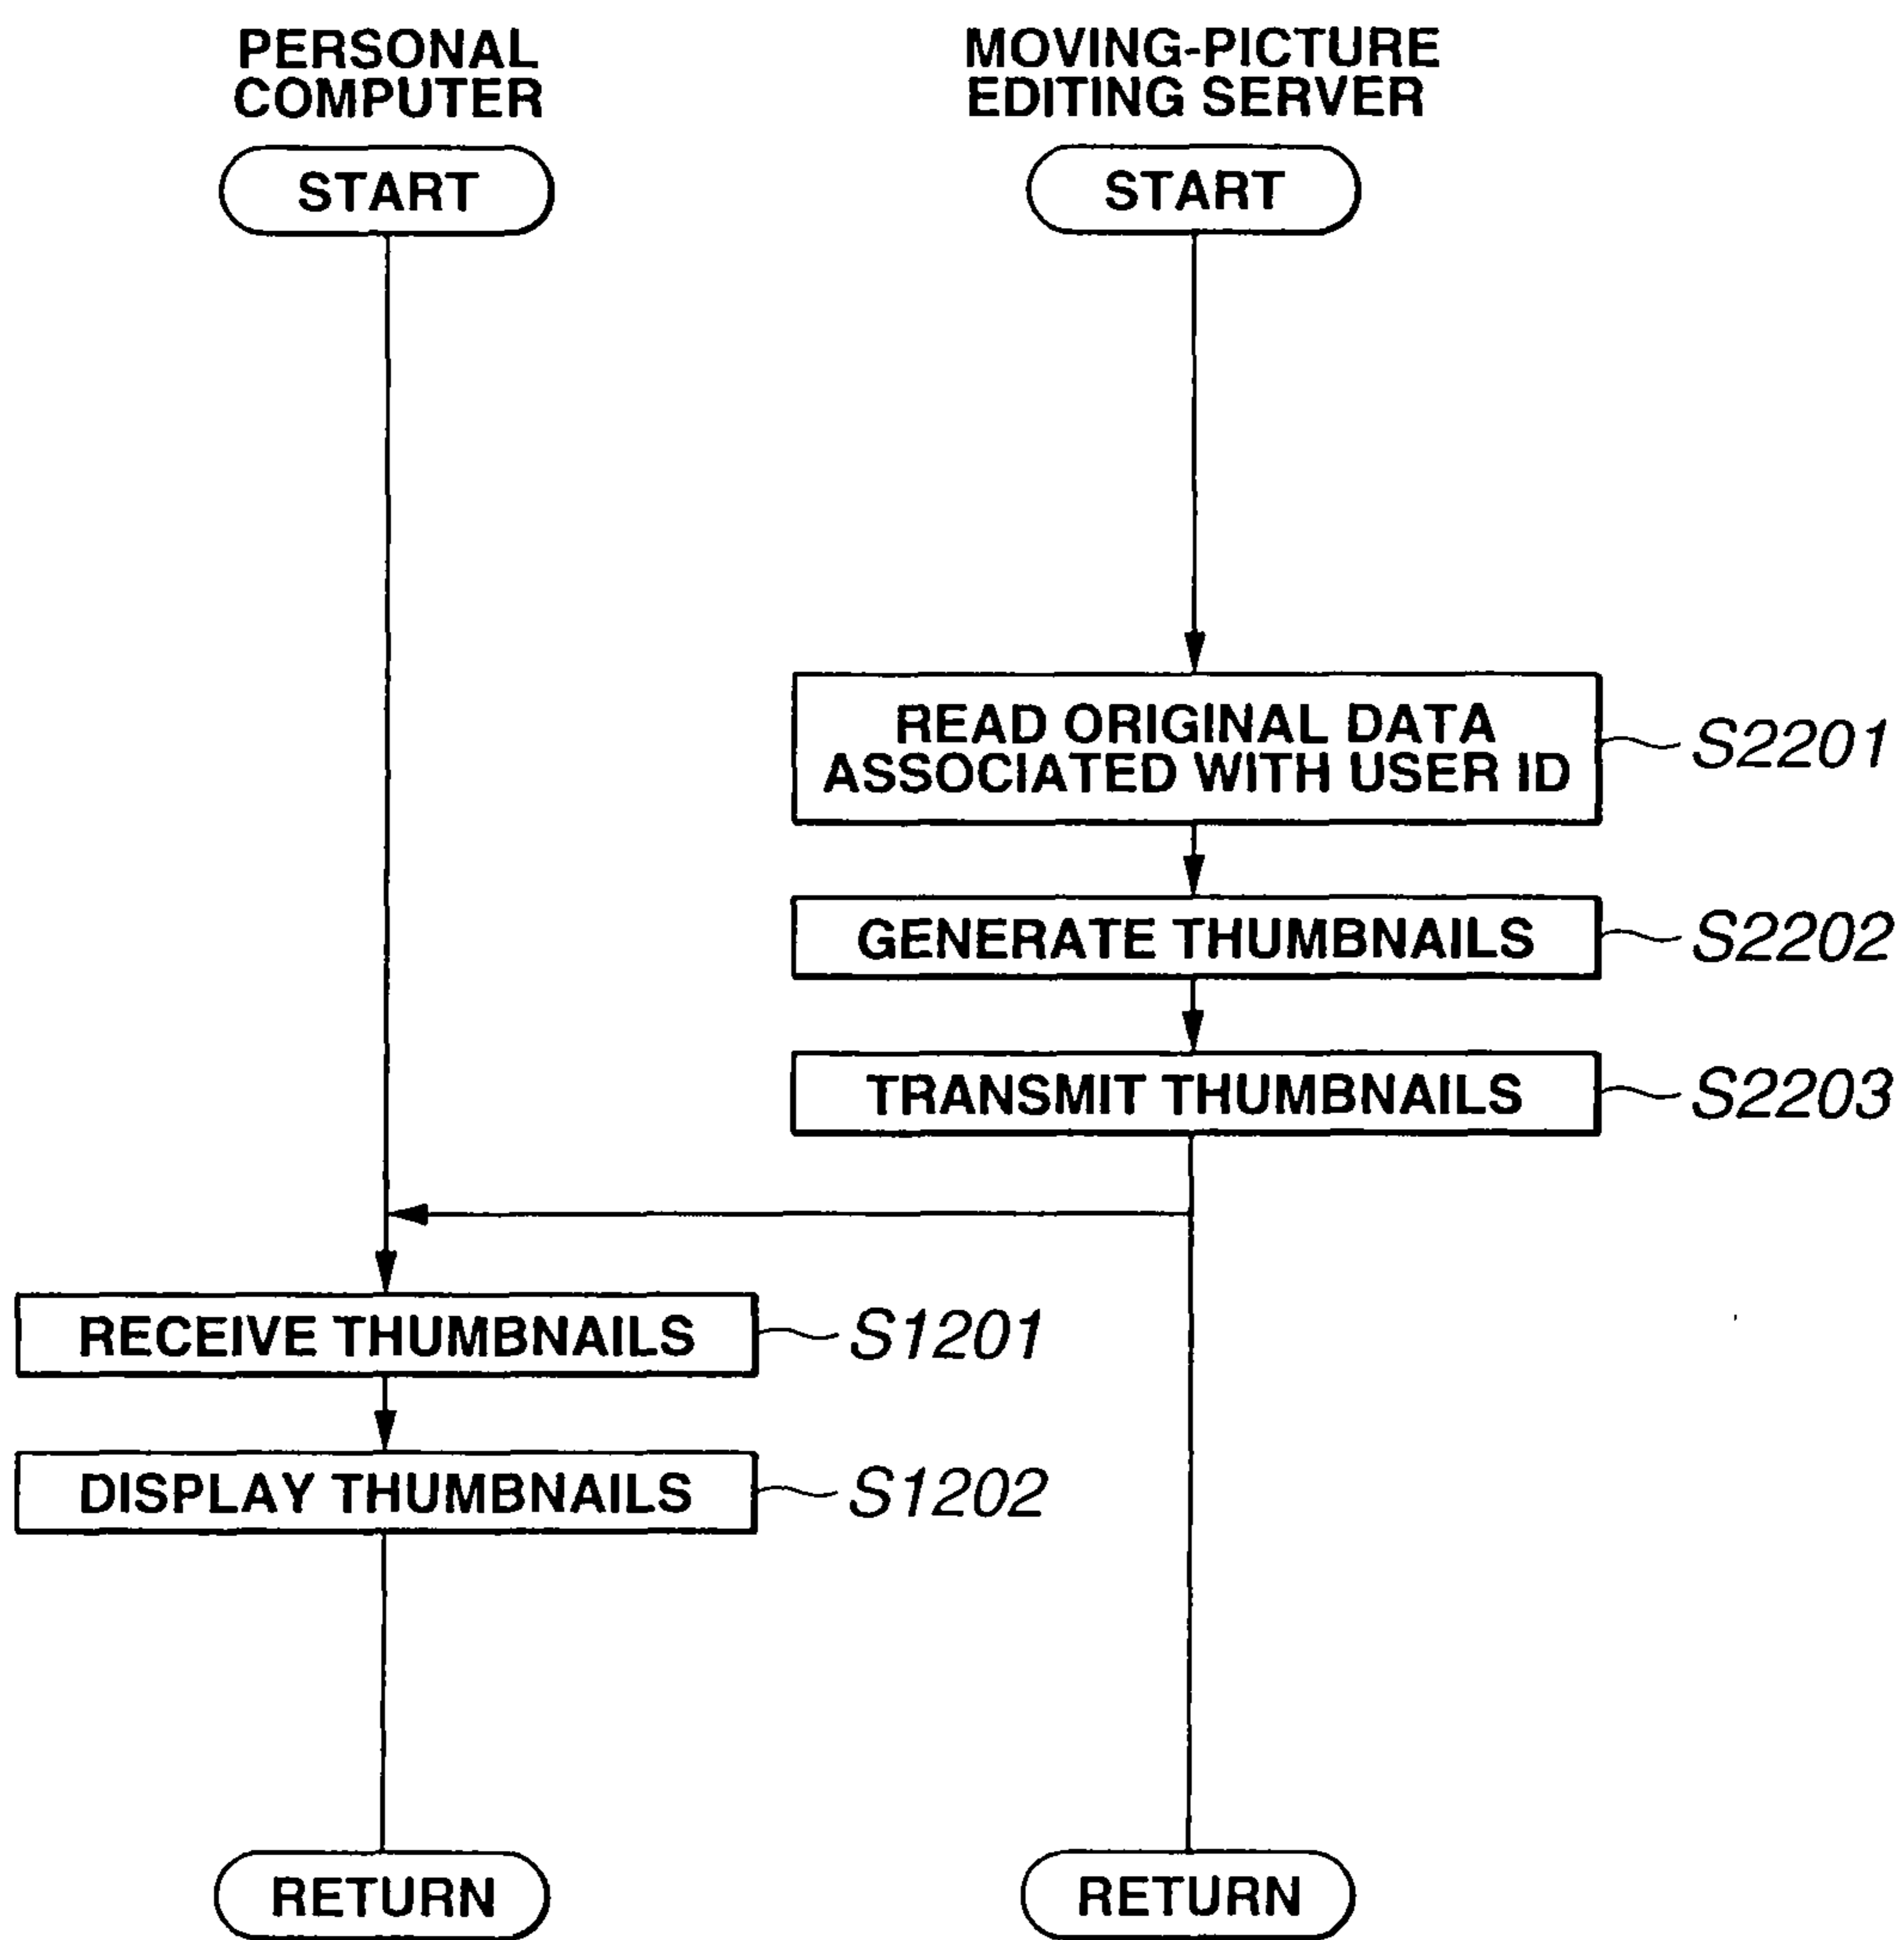 PERSONAL
COMPUTER
MOVING-PICTURE
EDITING SERVER
START
START
READ ORIGINAL DATA
ASSOCIATED WITH USER ID
S2201
GENERATE THUMBNAILS
S2202
TRANSMIT THUMBNAILS
S2203
RECEIVE THUMBNAILS
S1201
DISPLAY THUMBNAILS
S1202
RETURN
RETURN